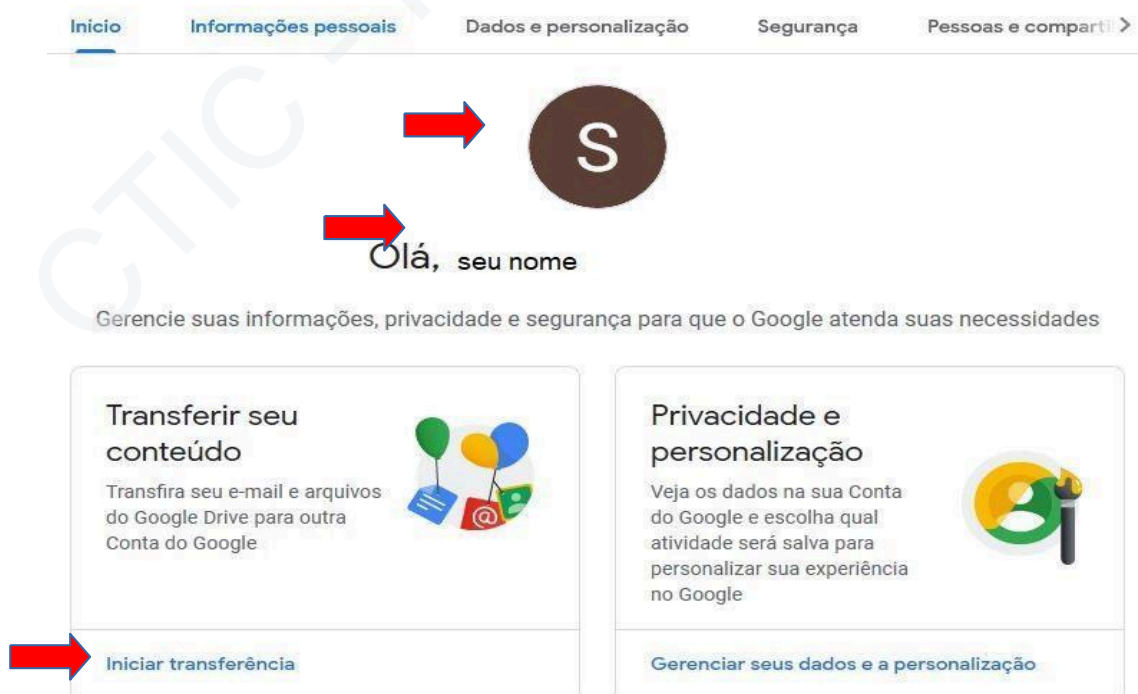 Início Informações pessoais Dados e personalização Segurança Pessoas e comparti
S
Olá, seu nome
Gerencie suas informações, privacidade e segurança para que o Google atenda suas necessidades
Transferir seu
conteúdo
Transfira seu e-mail e arquivos
do Google Drive para outra
Conta do Google
Iniciar transferência
Privacidade e
personalização
Veja os dados na sua Conta
do Google e escolha qual
atividade será salva para
personalizar sua experiência
no Google
Gerenciar seus dados e a personalização
CTIC